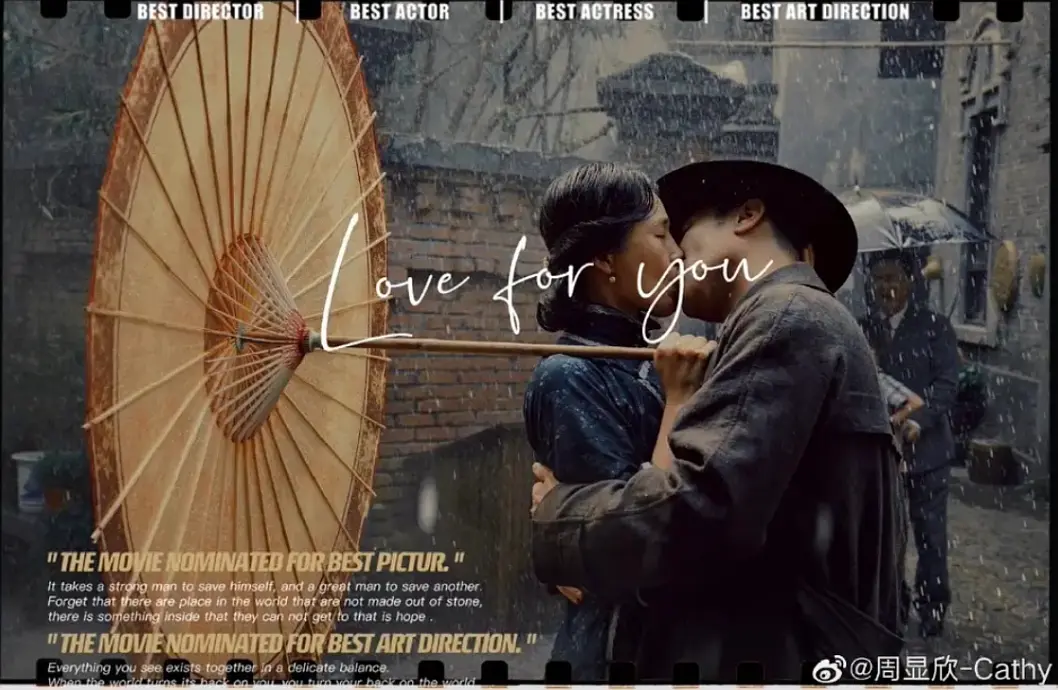 BEST DIRECTOR | BEST ACTOR | BEST ACTRESS | BEST ART DIRECTION
Love for you
"THE MOVIE NOMINATED FOR BEST PICTUR."
It takes a strong man to save himself, and a great man to save another.
Forget that there are place in the world that are not made out of stone,
there is something inside that they can not get to that is hope .
"THE MOVIE NOMINATED FOR BEST ART DIRECTION."
Everything you see exists together in a delicate balance.
When the world turns its back on you, you turn your back on the world
@周显欣-Cathy